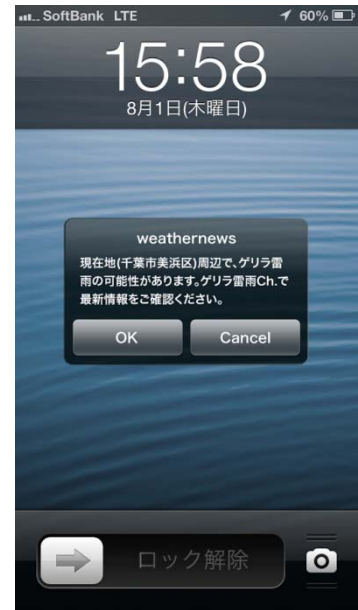 SoftBank LTE 60%
15:58
8月1日(木曜日)
weathernews
現在地(千葉市美浜区)周辺で、ゲリラ雷
雨の可能性があります。ゲリラ雷雨Ch.で
最新情報をご確認ください。
OK Cancel
ロック解除